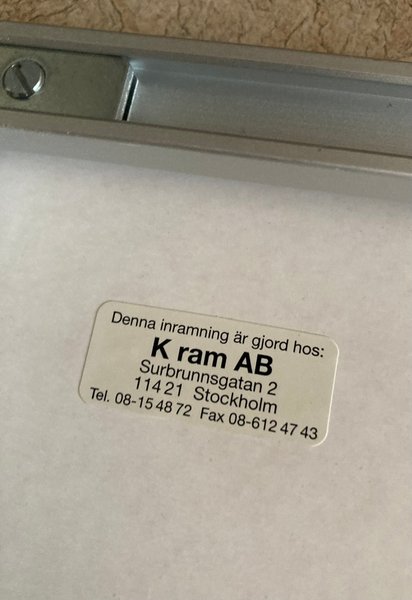 Denna inramning är gjord hos:
K ram AB
Surbrunnsgatan 2
114 21 Stockholm
Tel. 08-15 48 72 Fax 08-612 47 43